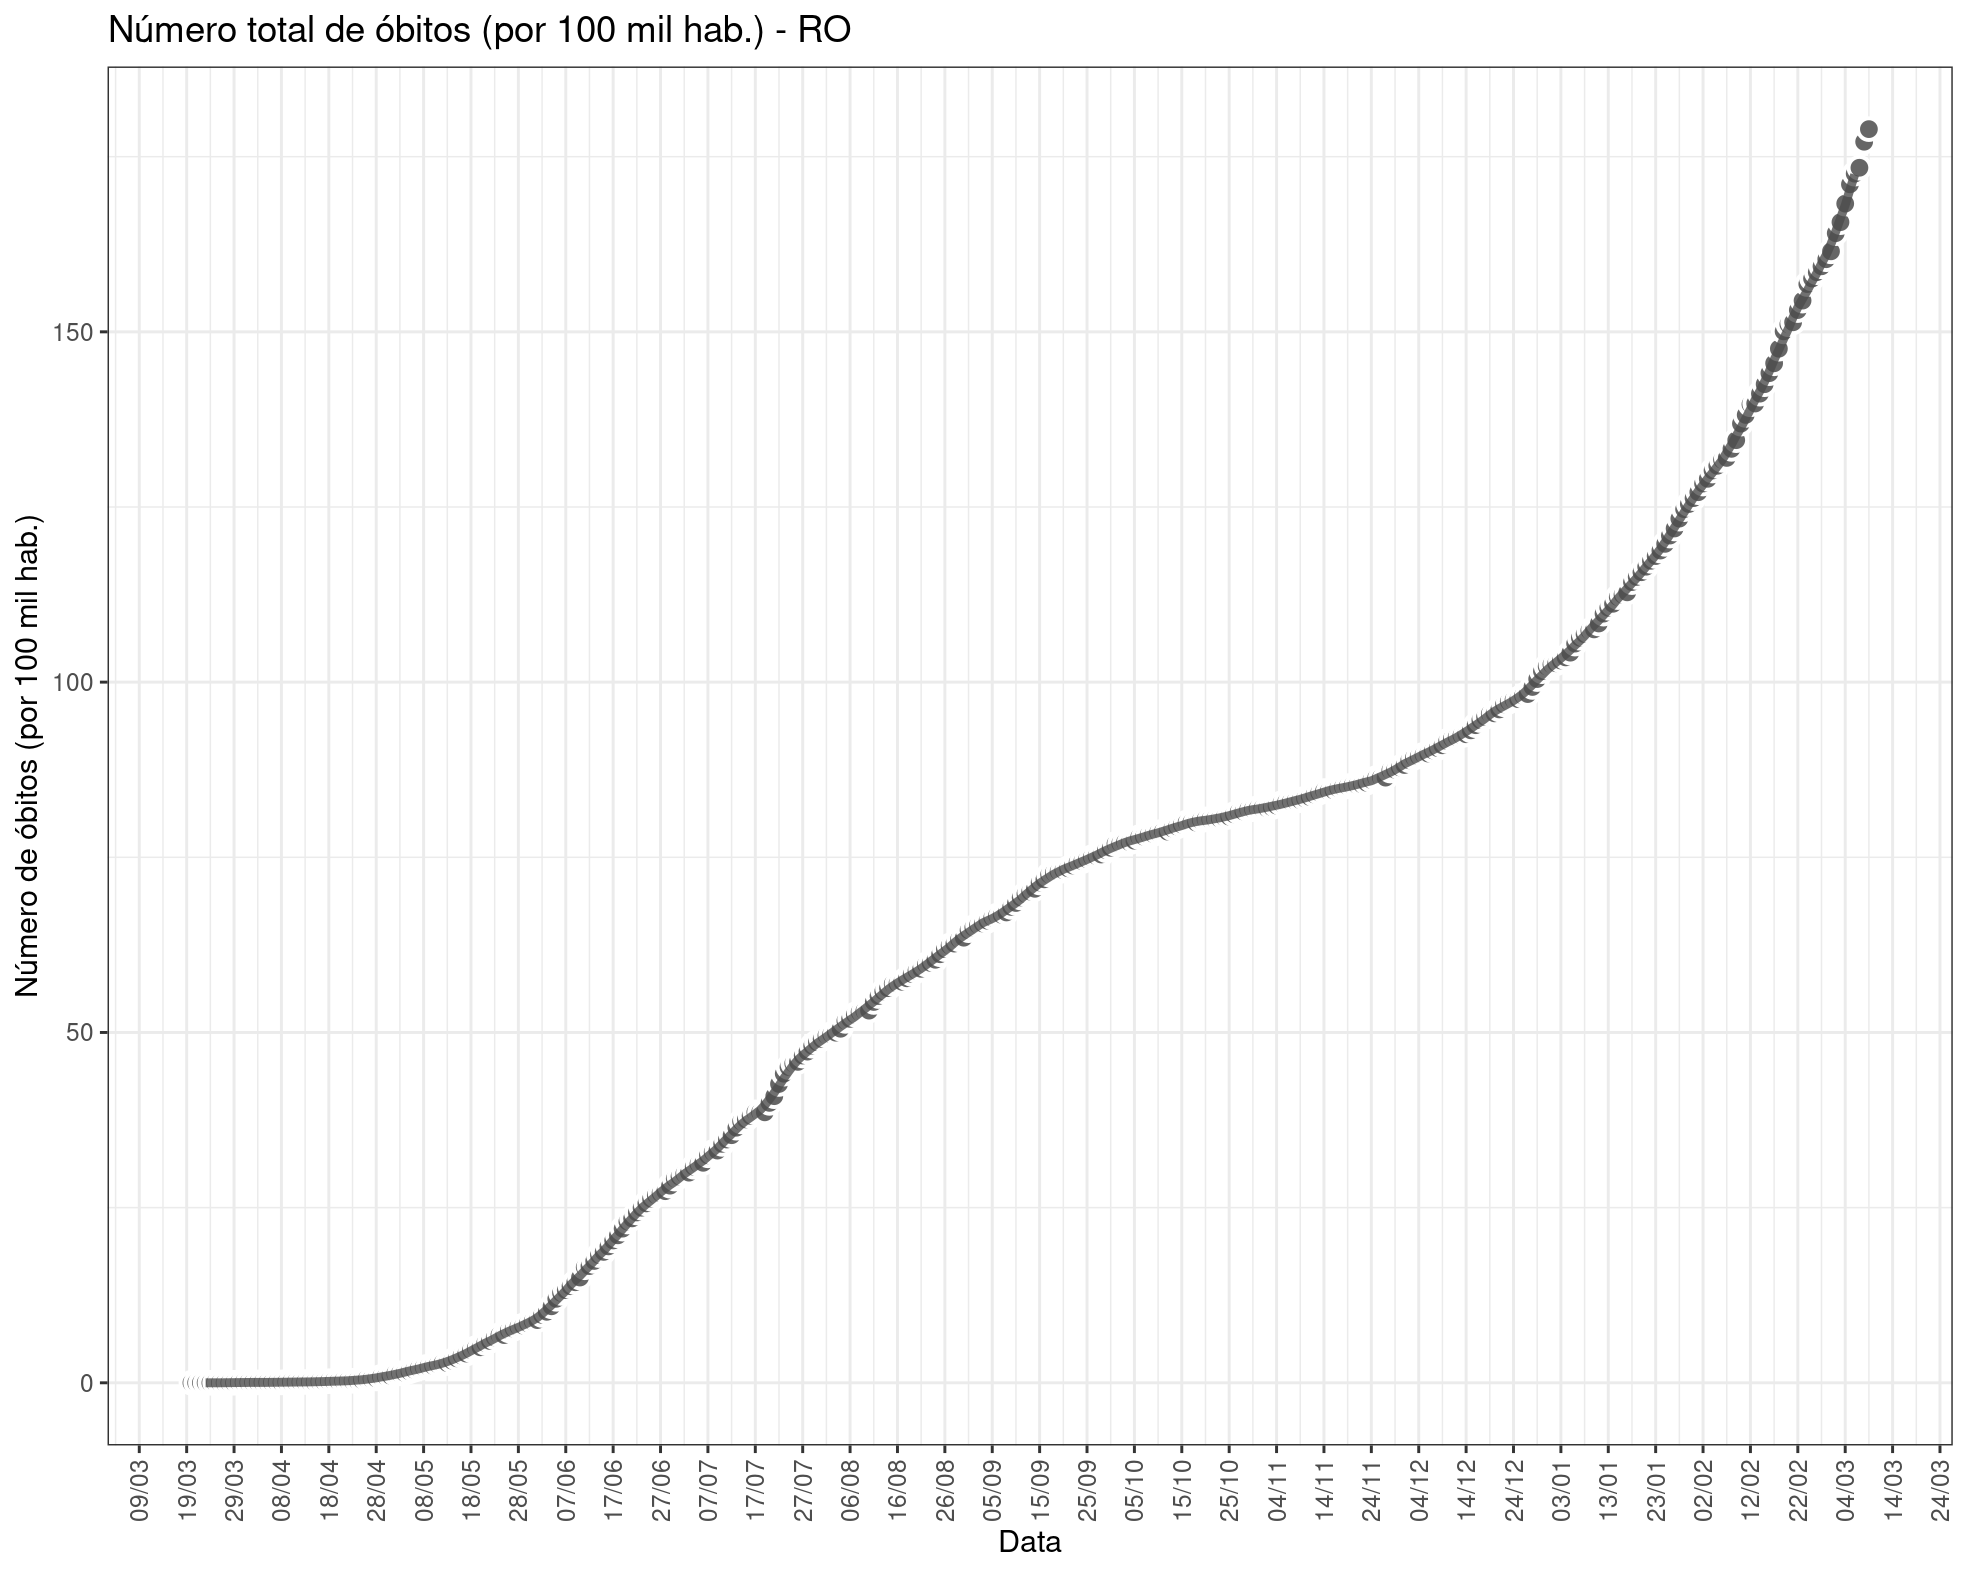 Número total de óbitos (por 100 mil hab.) - RO
Número de óbitos (por 100 mil hab.)
150
100
50
0
09/03 19/03 29/03 08/04 18/04 28/04 08/05 18/05 28/05 07/06 17/06 27/06 07/07 17/07 27/07 06/08 16/08 26/08 05/09 15/09 25/09 05/10 15/10 25/10 04/11 14/11 24/11 04/12 14/12 24/12 03/01 13/01 23/01 02/02 12/02 22/02 04/03 14/03 24/03
Data